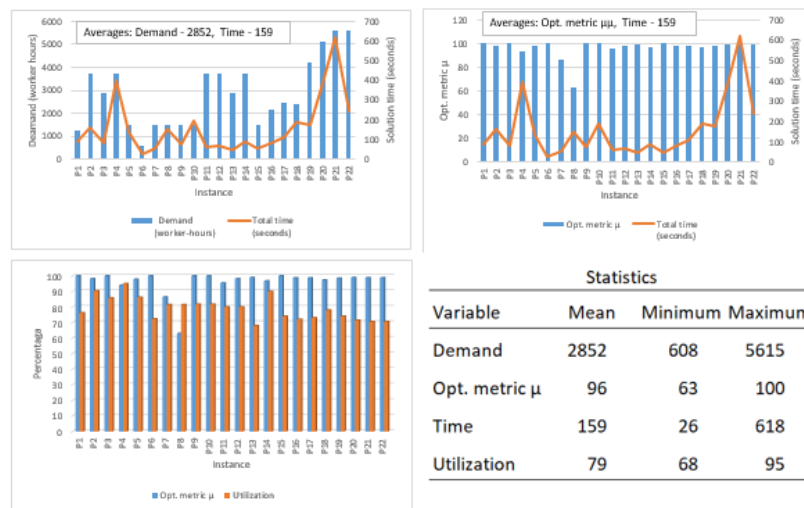 Averages: Demand - 2852, Time - 159
6000
5000
4000
3000
2000
1000
0
Deamand (worker hours)
700
600
500
400
300
200
100
0
Solution time (seconds)
P1 P2 P3 P4 P5 P6 P7 P8 P9 P10 P11 P12 P13 P14 P15 P16 P17 P18 P19 P20 P21 P22
Instance
Demand (worker-hours)
Total time (seconds)
Averages: Opt. metric µµ, Time - 159
120
100
80
60
40
20
0
Opt. metric µ
700
600
500
400
300
200
100
0
Solution time (seconds)
P1 P2 P3 P4 P5 P6 P7 P8 P9 P10 P11 P12 P13 P14 P15 P16 P17 P18 P19 P20 P21 P22
Instance
Opt. metric µ
Total time (seconds)
100
90
80
70
60
50
40
30
20
10
0
Percentaga
P1 P2 P3 P4 P5 P6 P7 P8 P9 P10 P11 P12 P13 P14 P15 P16 P17 P18 P19 P20 P21 P22
Instance
Opt. metric µ
Utilization
Statistics
Variable Mean Minimum Maximum
Demand 2852 608 5615
Opt. metric µ 96 63 100
Time 159 26 618
Utilization 79 68 95